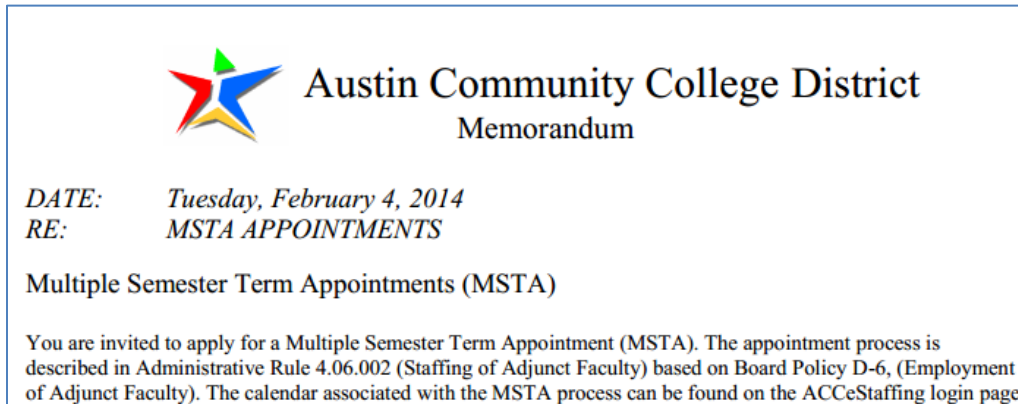 Austin Community College District
Memorandum
DATE: Tuesday, February 4, 2014
RE: MSTA APPOINTMENTS
Multiple Semester Term Appointments (MSTA)
You are invited to apply for a Multiple Semester Term Appointment (MSTA). The appointment process is
described in Administrative Rule 4.06.002 (Staffing of Adjunct Faculty) based on Board Policy D-6, (Employment
of Adjunct Faculty). The calendar associated with the MSTA process can be found on the ACCeStaffing login page